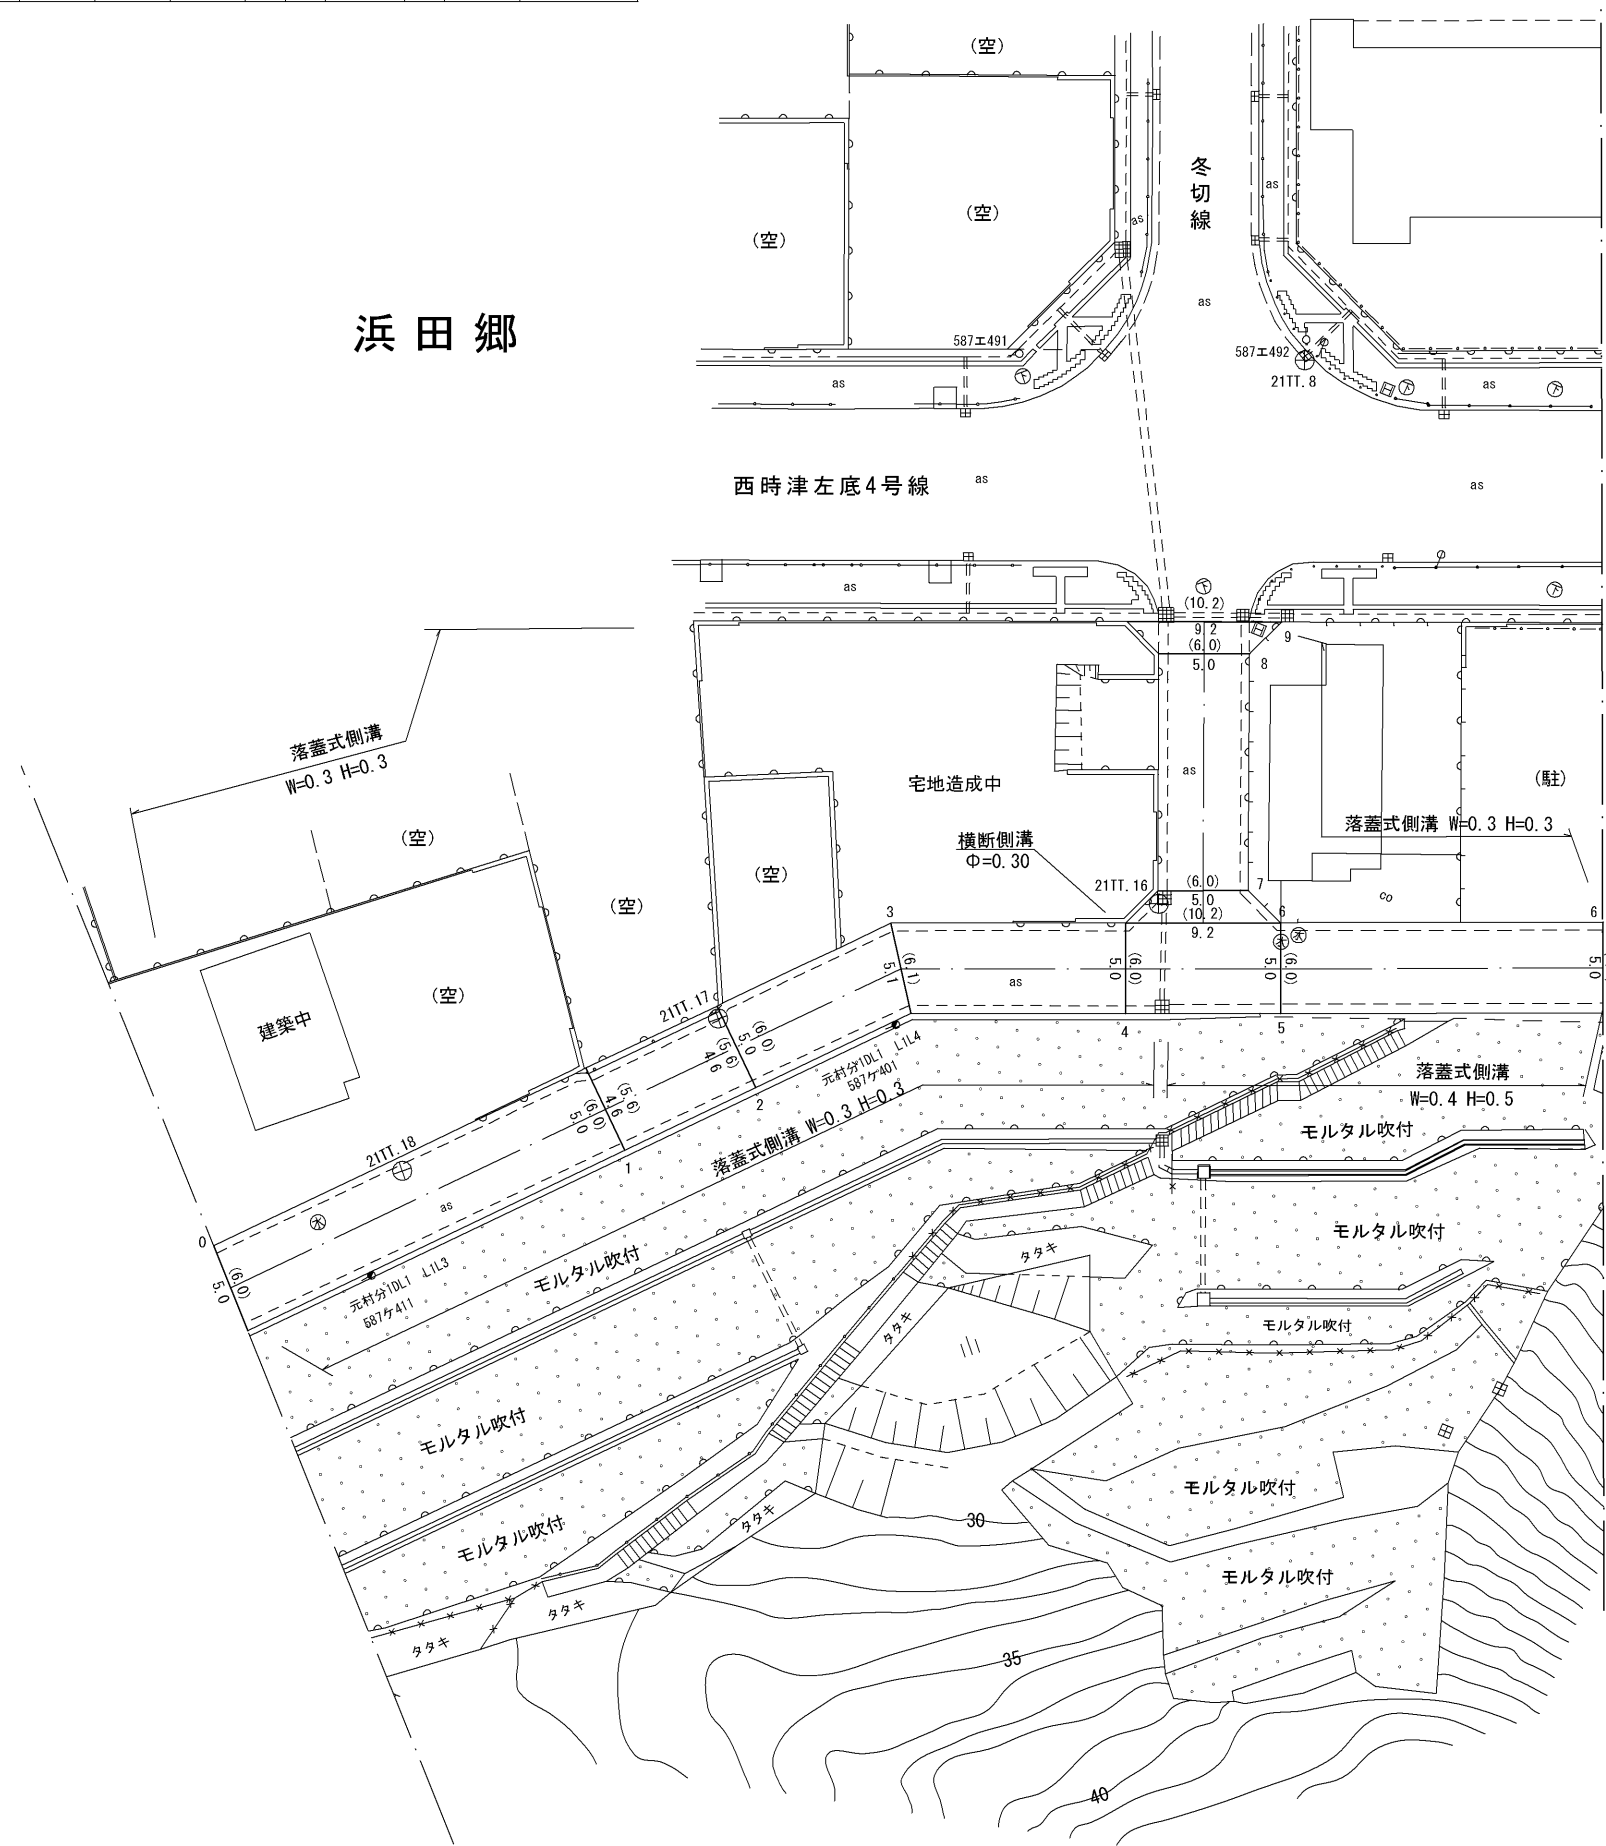 (空)
冬切線
as
(空)
as
(空)
as
浜田郷
587エ491
587エ492
21TT.8
下
下
下
as
as
西時津左底4号線
as
as
as
下
下
(10.2)
9.2
(6.0)
5.0
9
8
落蓋式側溝
W=0.3 H=0.3
宅地造成中
as
(駐)
(空)
落蓋式側溝 W=0.3 H=0.3
横断側溝
Φ=0.30
(空)
21TT.16
(6.0)
5.0
(10.2)
9.2
7
co
(空)
3
6
6
水
水
(空)
建築中
21TT.17
(6.1)
5.1
as
(6.0)
5.0
(6.0)
5.0
5.0
4
5
(6.0)
5.0
(5.6)
4.6
元村分1DL1 L1L4
587ケ401
2
(5.6)
4.6
(6.0)
5.0
落蓋式側溝
W=0.4 H=0.5
モルタル吹付
落蓋式側溝 W=0.3 H=0.3
21TT.18
1
as
水
0
モルタル吹付
タタキ
(6.0)
5.0
モルタル吹付
元村分1DL1 L1L3
587ケ411
タタキ
モルタル吹付
モルタル吹付
モルタル吹付
モルタル吹付
タタキ
30
モルタル吹付
タタキ
タタキ
35
40